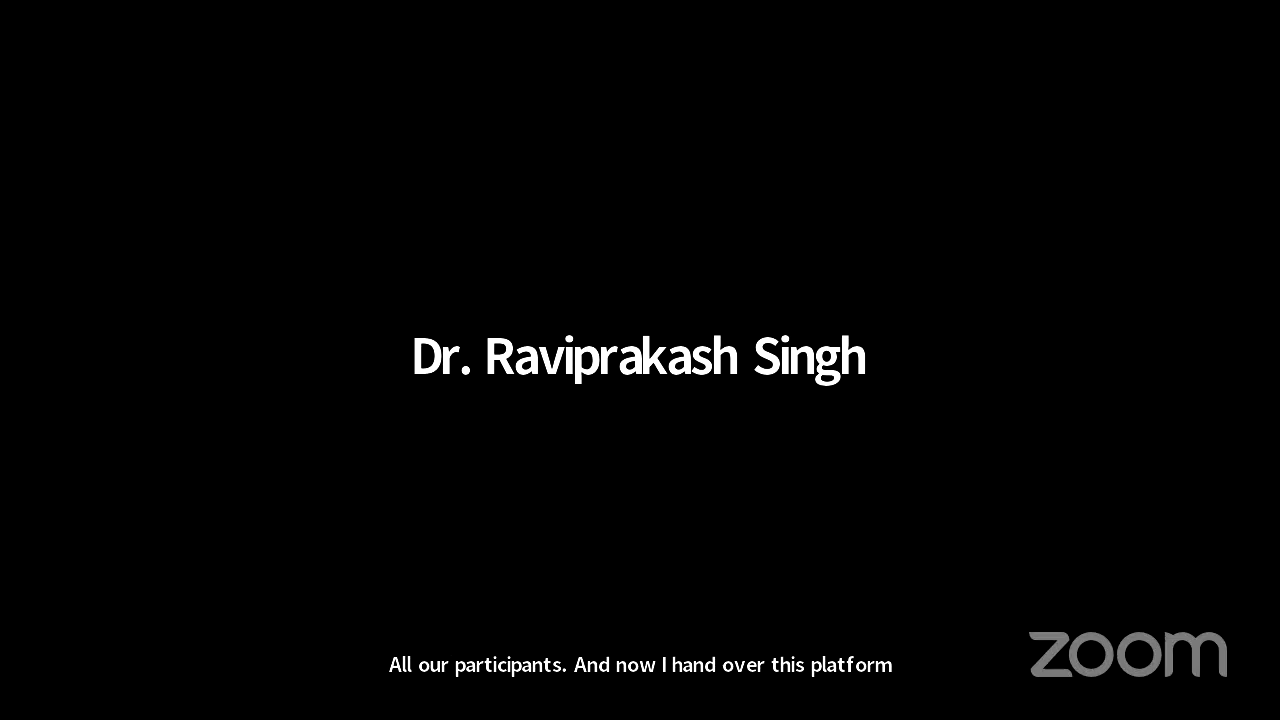 Dr. Raviprakash Singh
All our participants. And now I hand over this platform
zoom